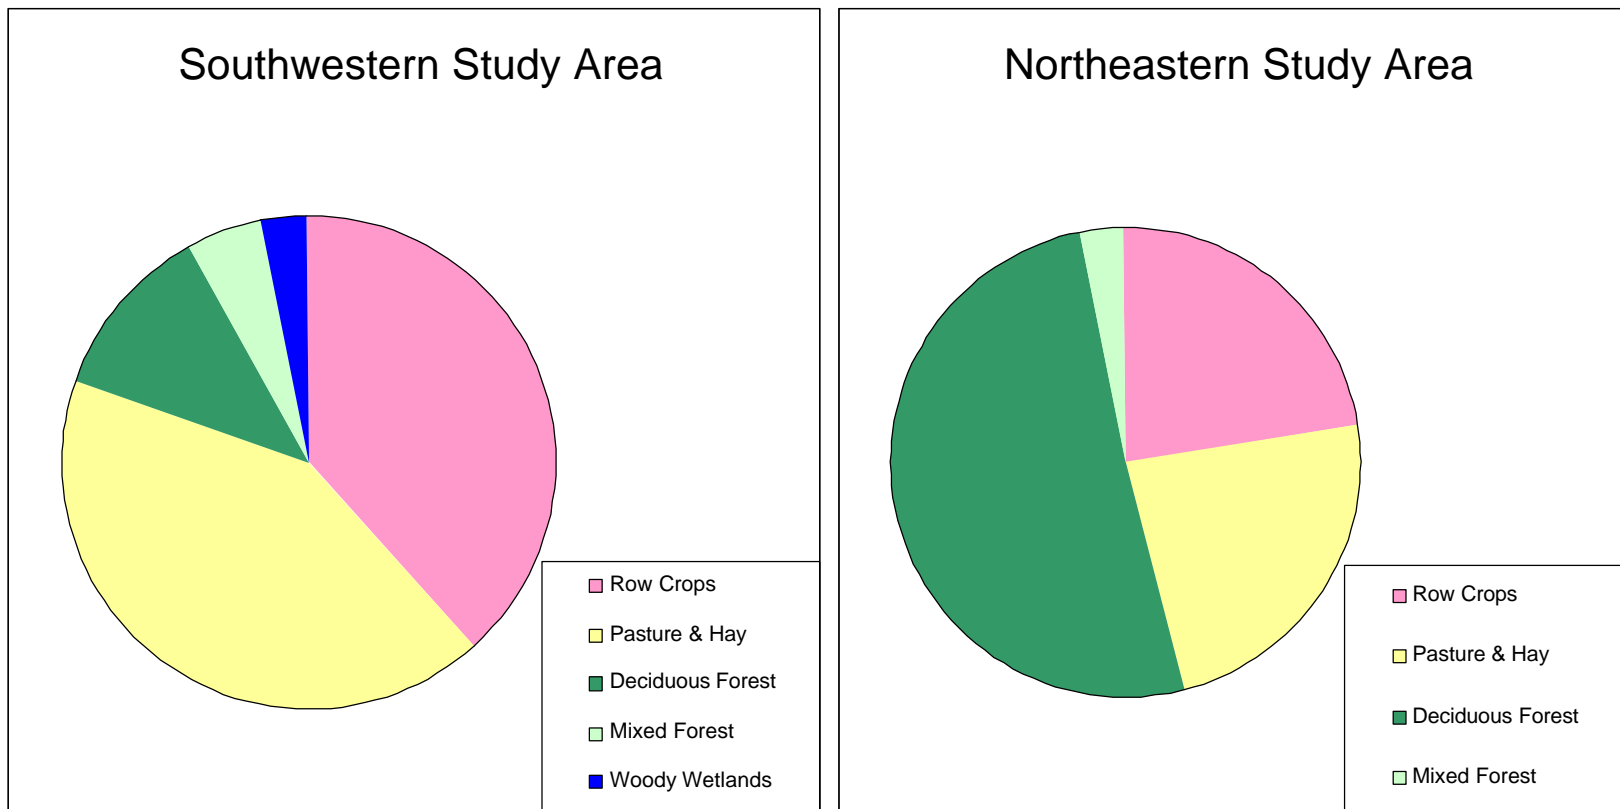 Southwestern Study Area
Row Crops
Pasture & Hay
Deciduous Forest
Mixed Forest
Woody Wetlands
Northeastern Study Area
Row Crops
Pasture & Hay
Deciduous Forest
Mixed Forest